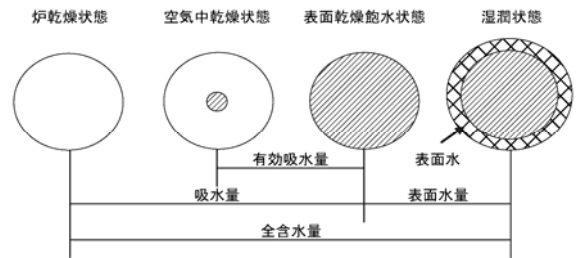 炉乾燥状態 空気中乾燥状態 表面乾燥飽水状態 湿潤状態
有効吸水量 表面水
吸水量 表面水量
全含水量